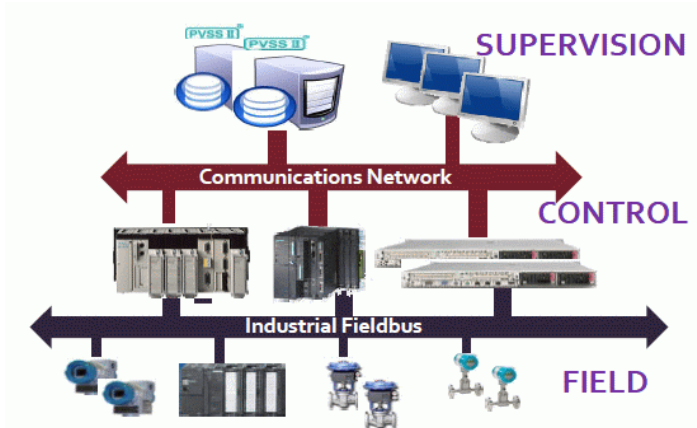 PVSS II
PVSS II
SUPERVISION
Communications Network
CONTROL
Industrial Fieldbus
FIELD